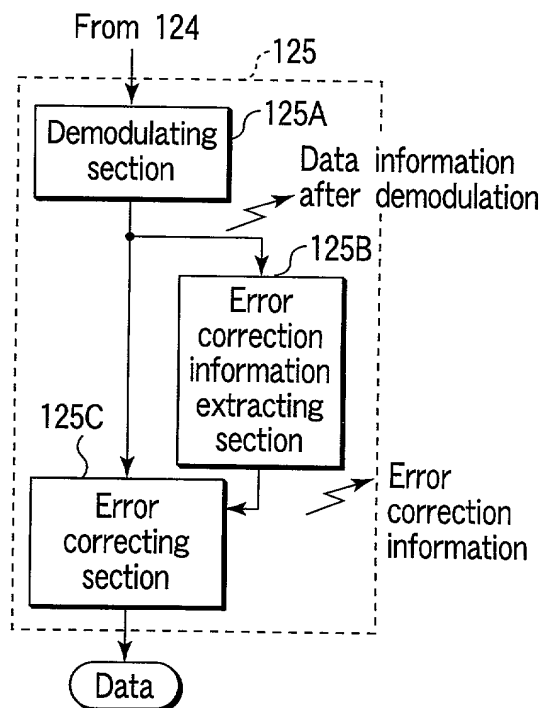 From 124
125
125A
Demodulating
section
Data information
after demodulation
125B
Error
correction
information
extracting
section
125C
Error
correction
information
Error
correcting
section
Data